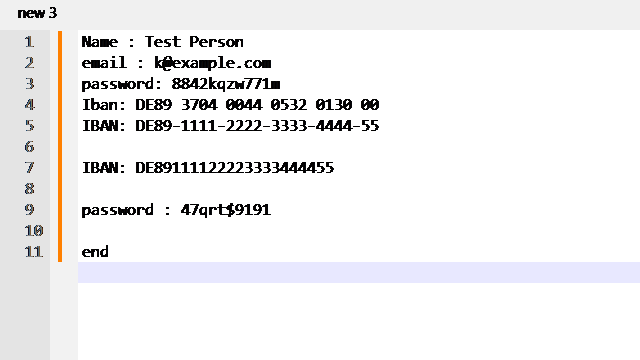 new 3
1 Name : Test Person
2 email : k@example.com
3 password: 8842kqzw771m
4 Iban: DE89 3704 0044 0532 0130 00
5 IBAN: DE89-1111-2222-3333-4444-55
6
7 IBAN: DE89111122223333444455
8
9 password : 47qrt$9191
10
11 end